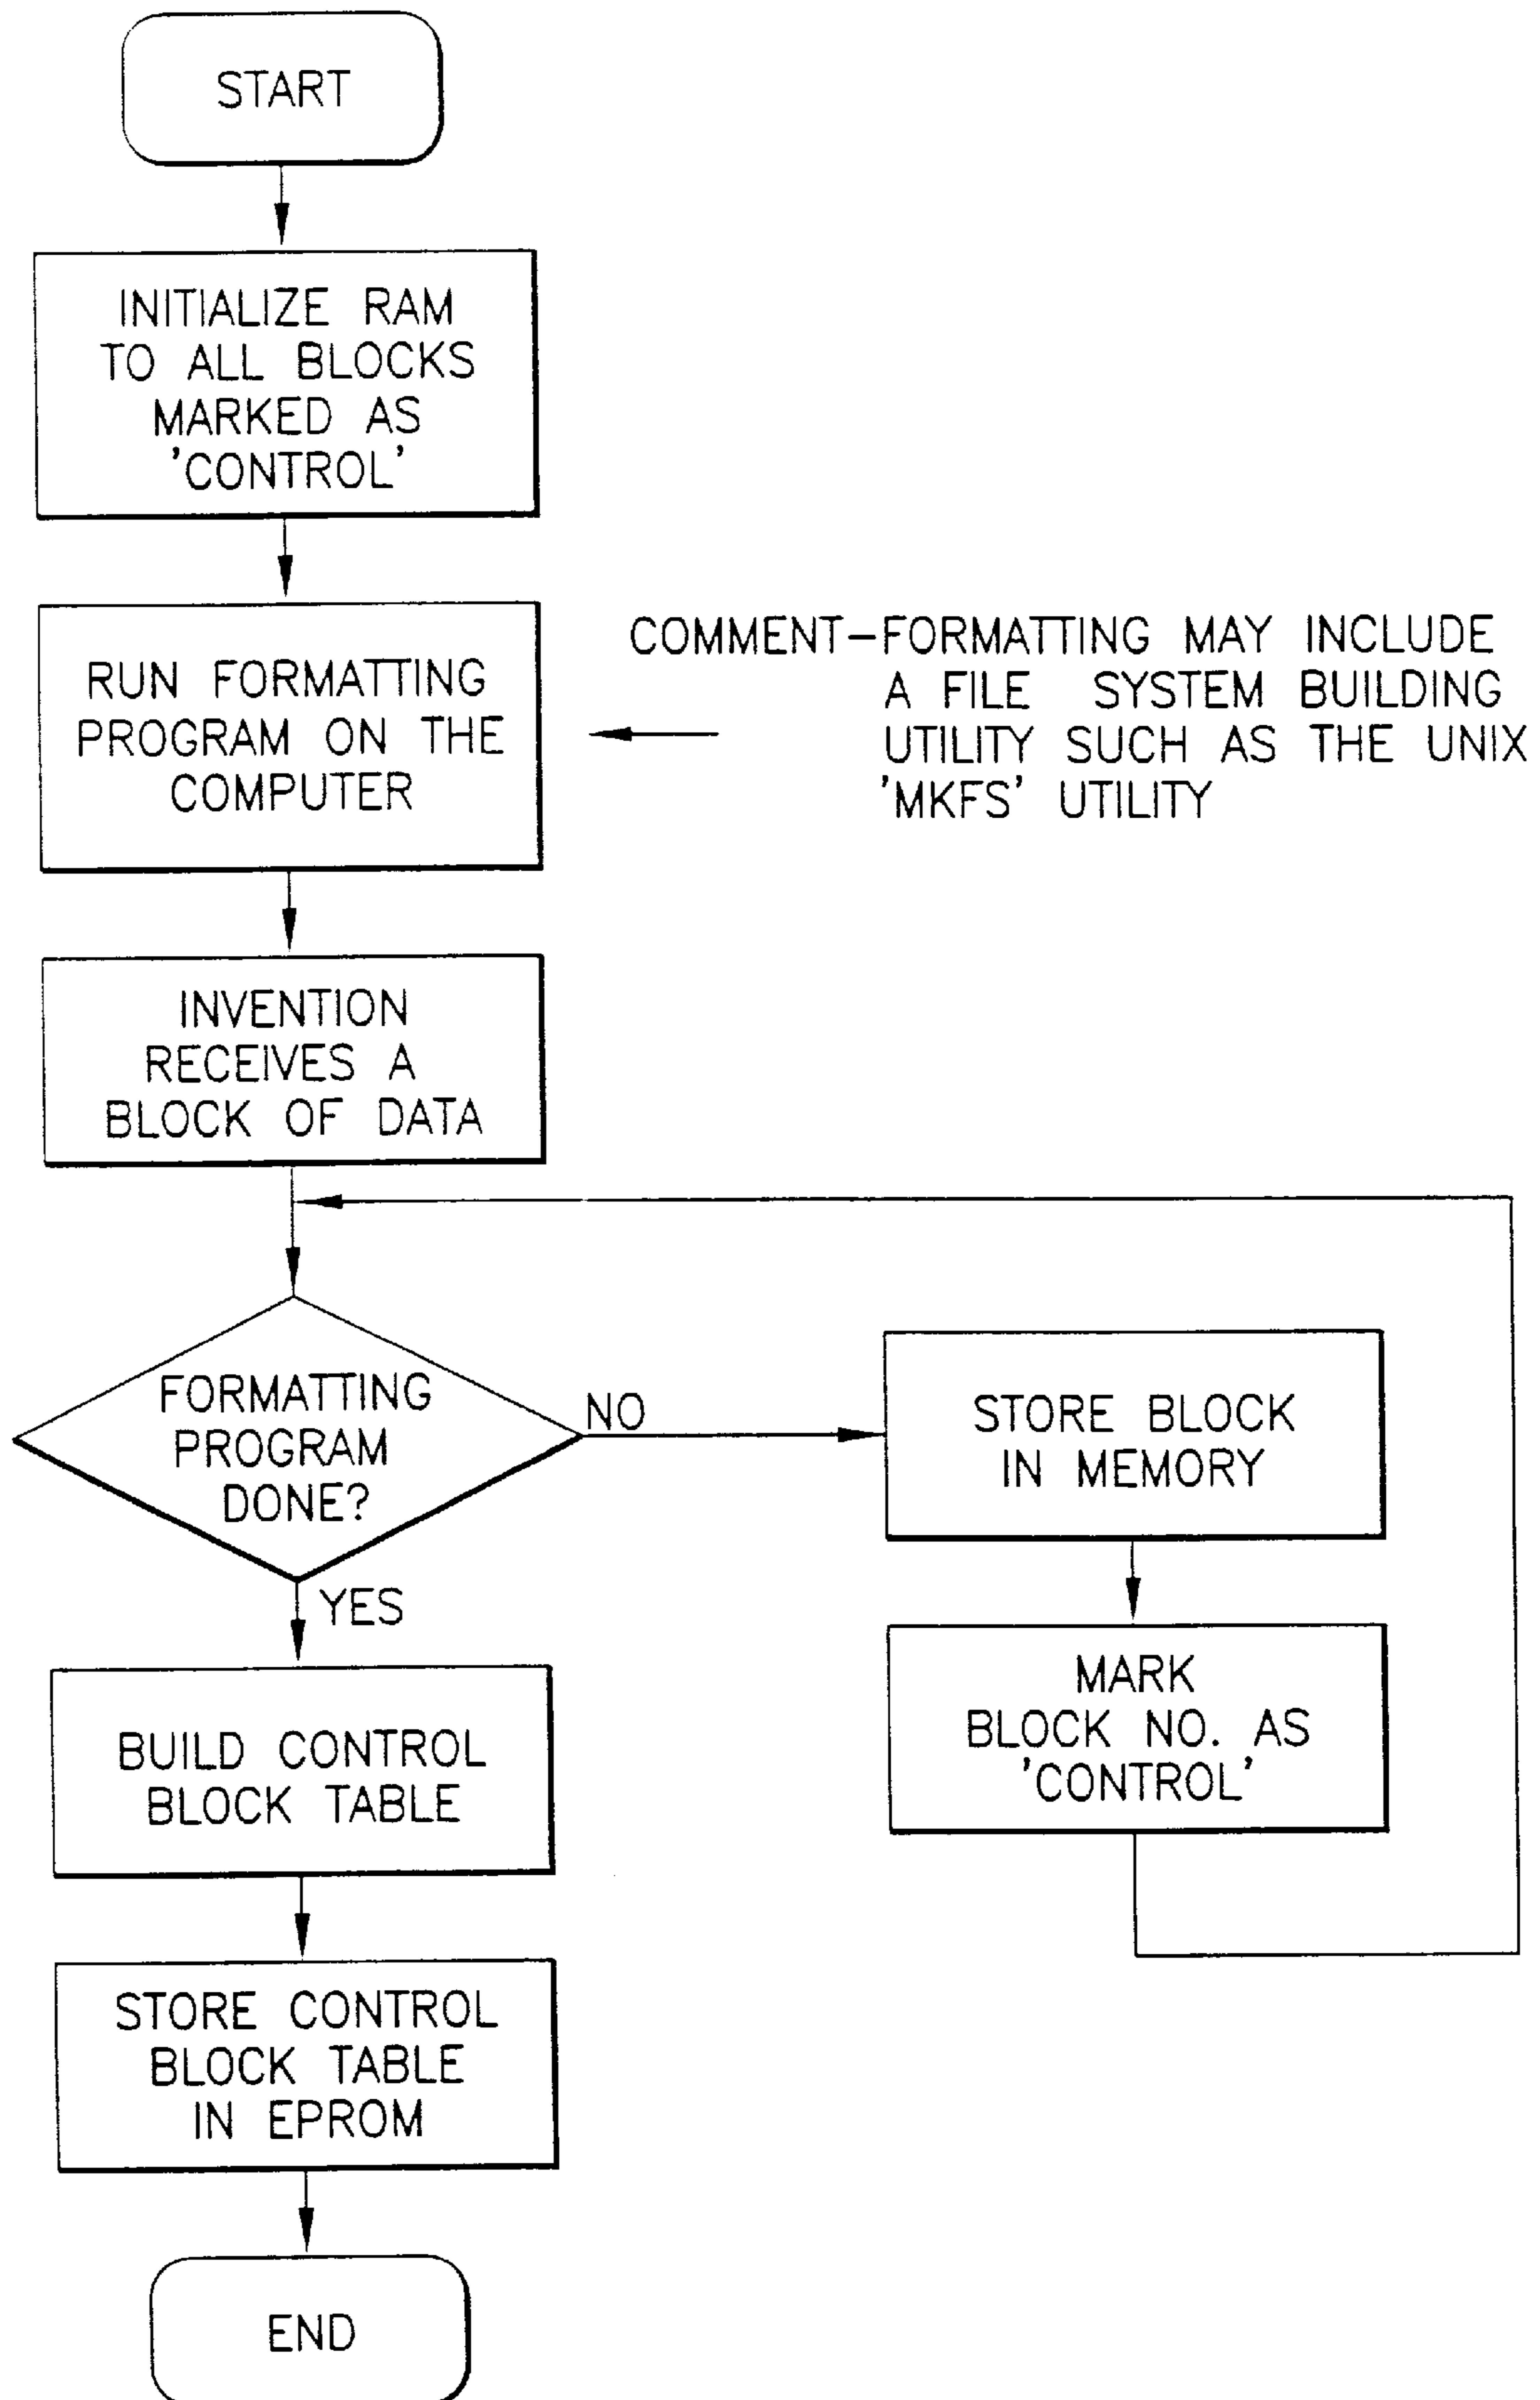 START
INITIALIZE RAM
TO ALL BLOCKS
MARKED AS
'CONTROL'
RUN FORMATTING
PROGRAM ON THE
COMPUTER
COMMENT-FORMATTING MAY INCLUDE
A FILE SYSTEM BUILDING
UTILITY SUCH AS THE UNIX
'MKFS' UTILITY
INVENTION
RECEIVES A
BLOCK OF DATA
FORMATTING
PROGRAM
DONE?
NO
STORE BLOCK
IN MEMORY
MARK
BLOCK NO. AS
'CONTROL'
YES
BUILD CONTROL
BLOCK TABLE
STORE CONTROL
BLOCK TABLE
IN EPROM
END